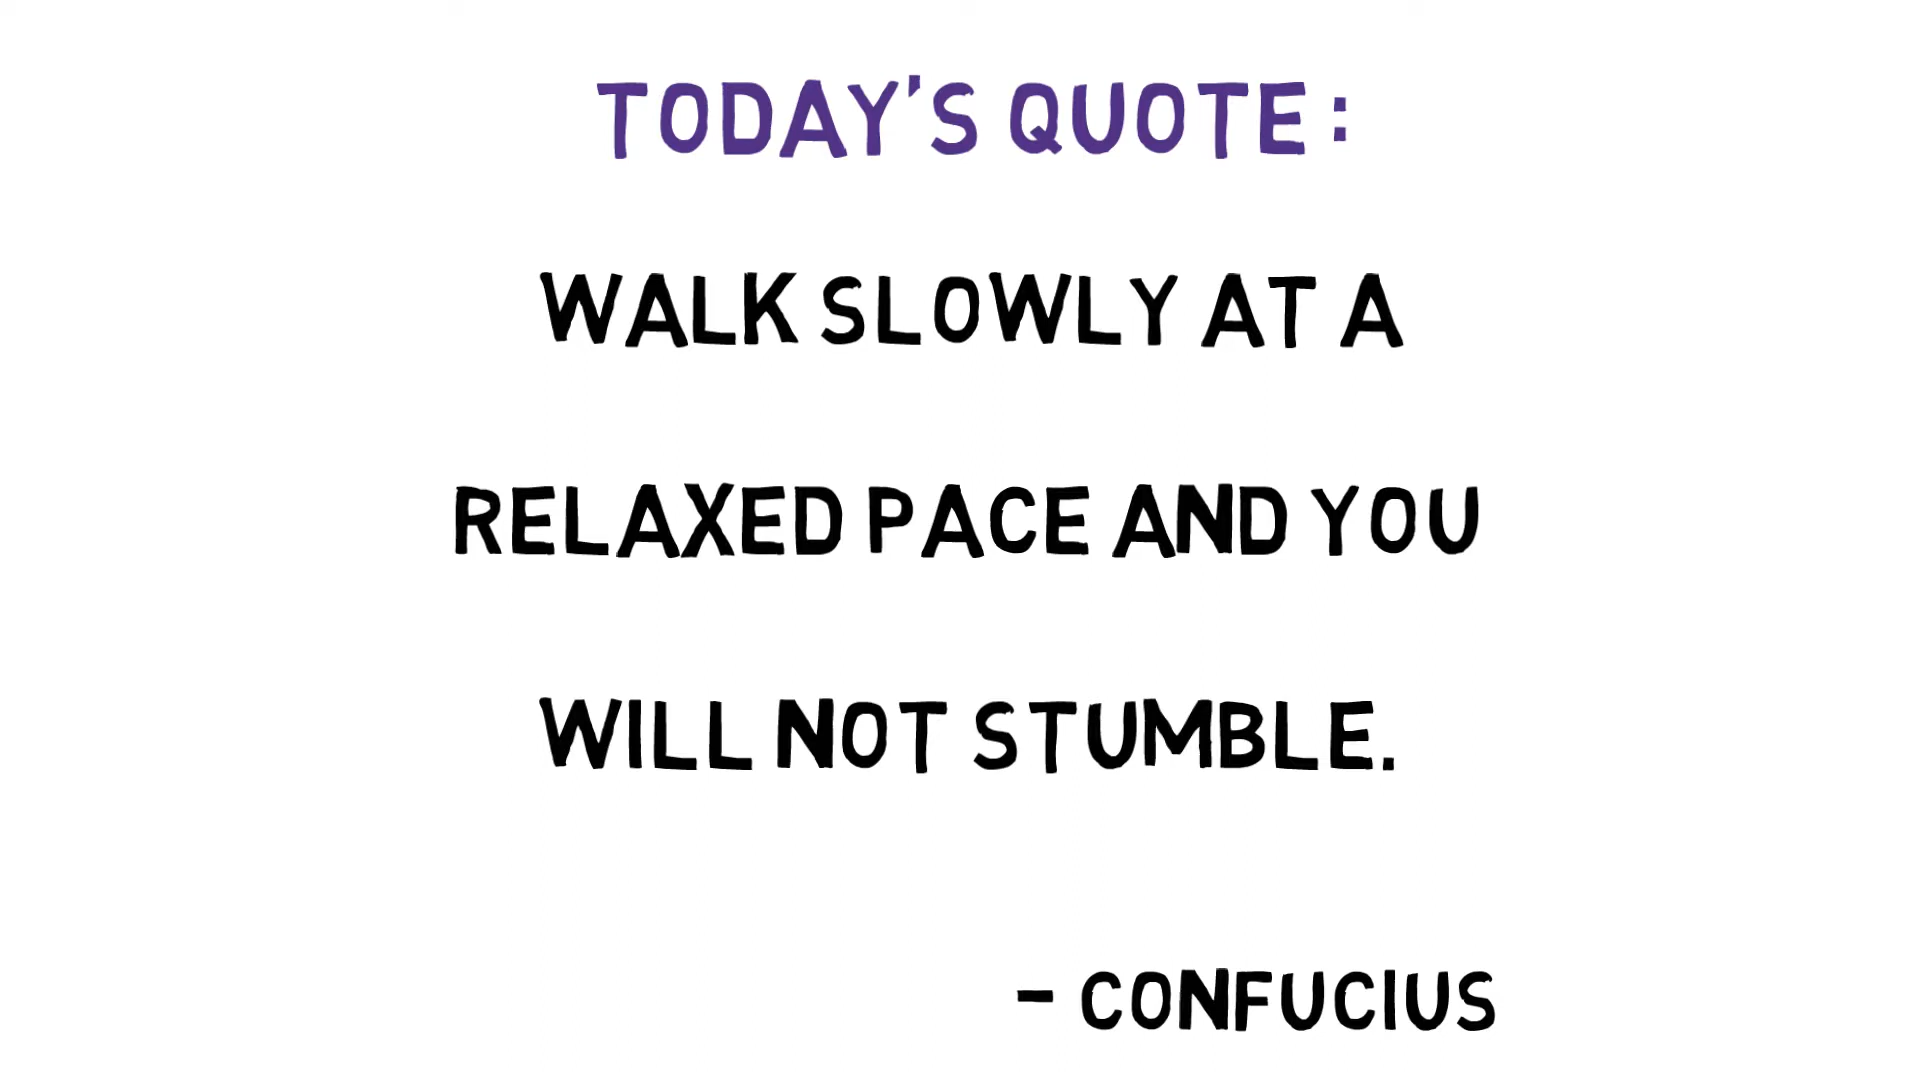 TODAY'S QUOTE :
WALK SLOWLY AT A
RELAXED PACE AND YOU
WILL NOT STUMBLE.
- CONFUCIUS